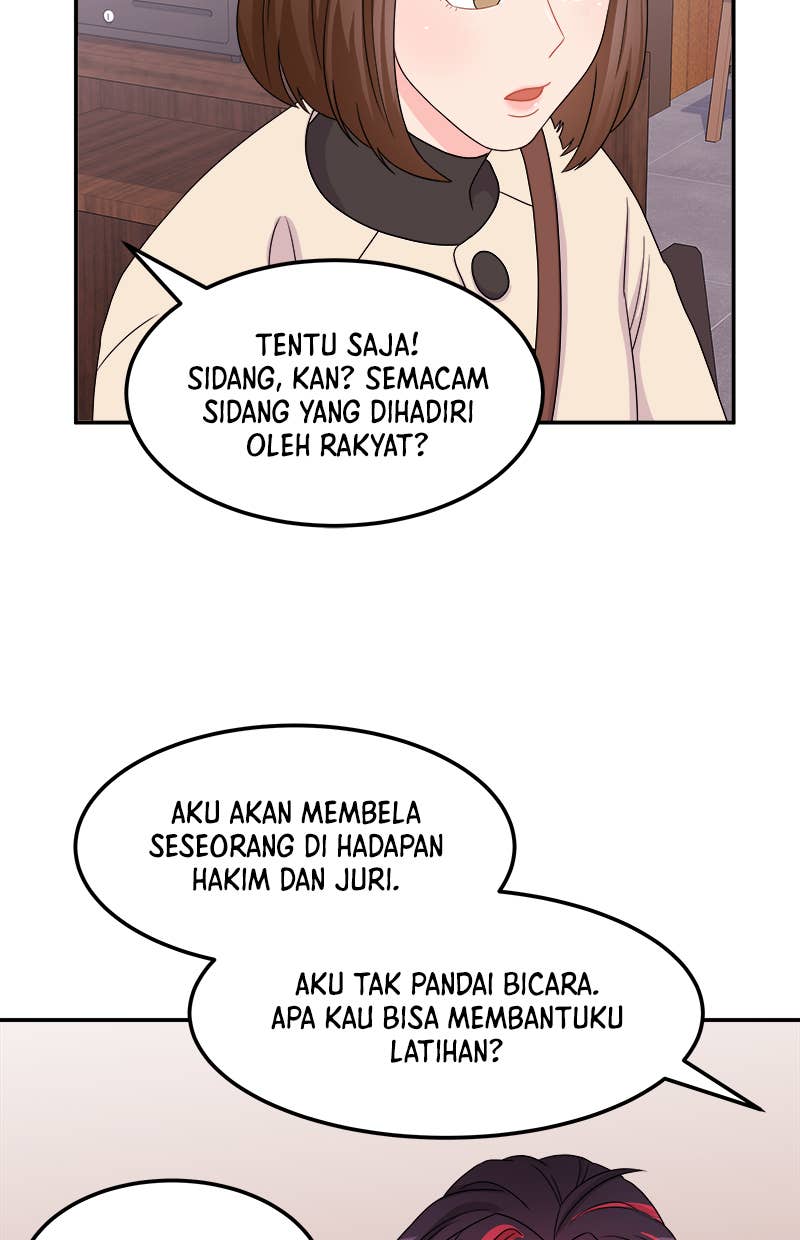 TENTU SAJA!
SIDANG, KAN? SEMACAM
SIDANG YANG DIHADIRI
OLEH RAKYAT?
AKU AKAN MEMBELA
SESEORANG DI HADAPAN
HAKIM DAN JURI.
AKU TAK PANDAI BICARA.
APA KAU BISA MEMBANTUKU
LATIHAN?